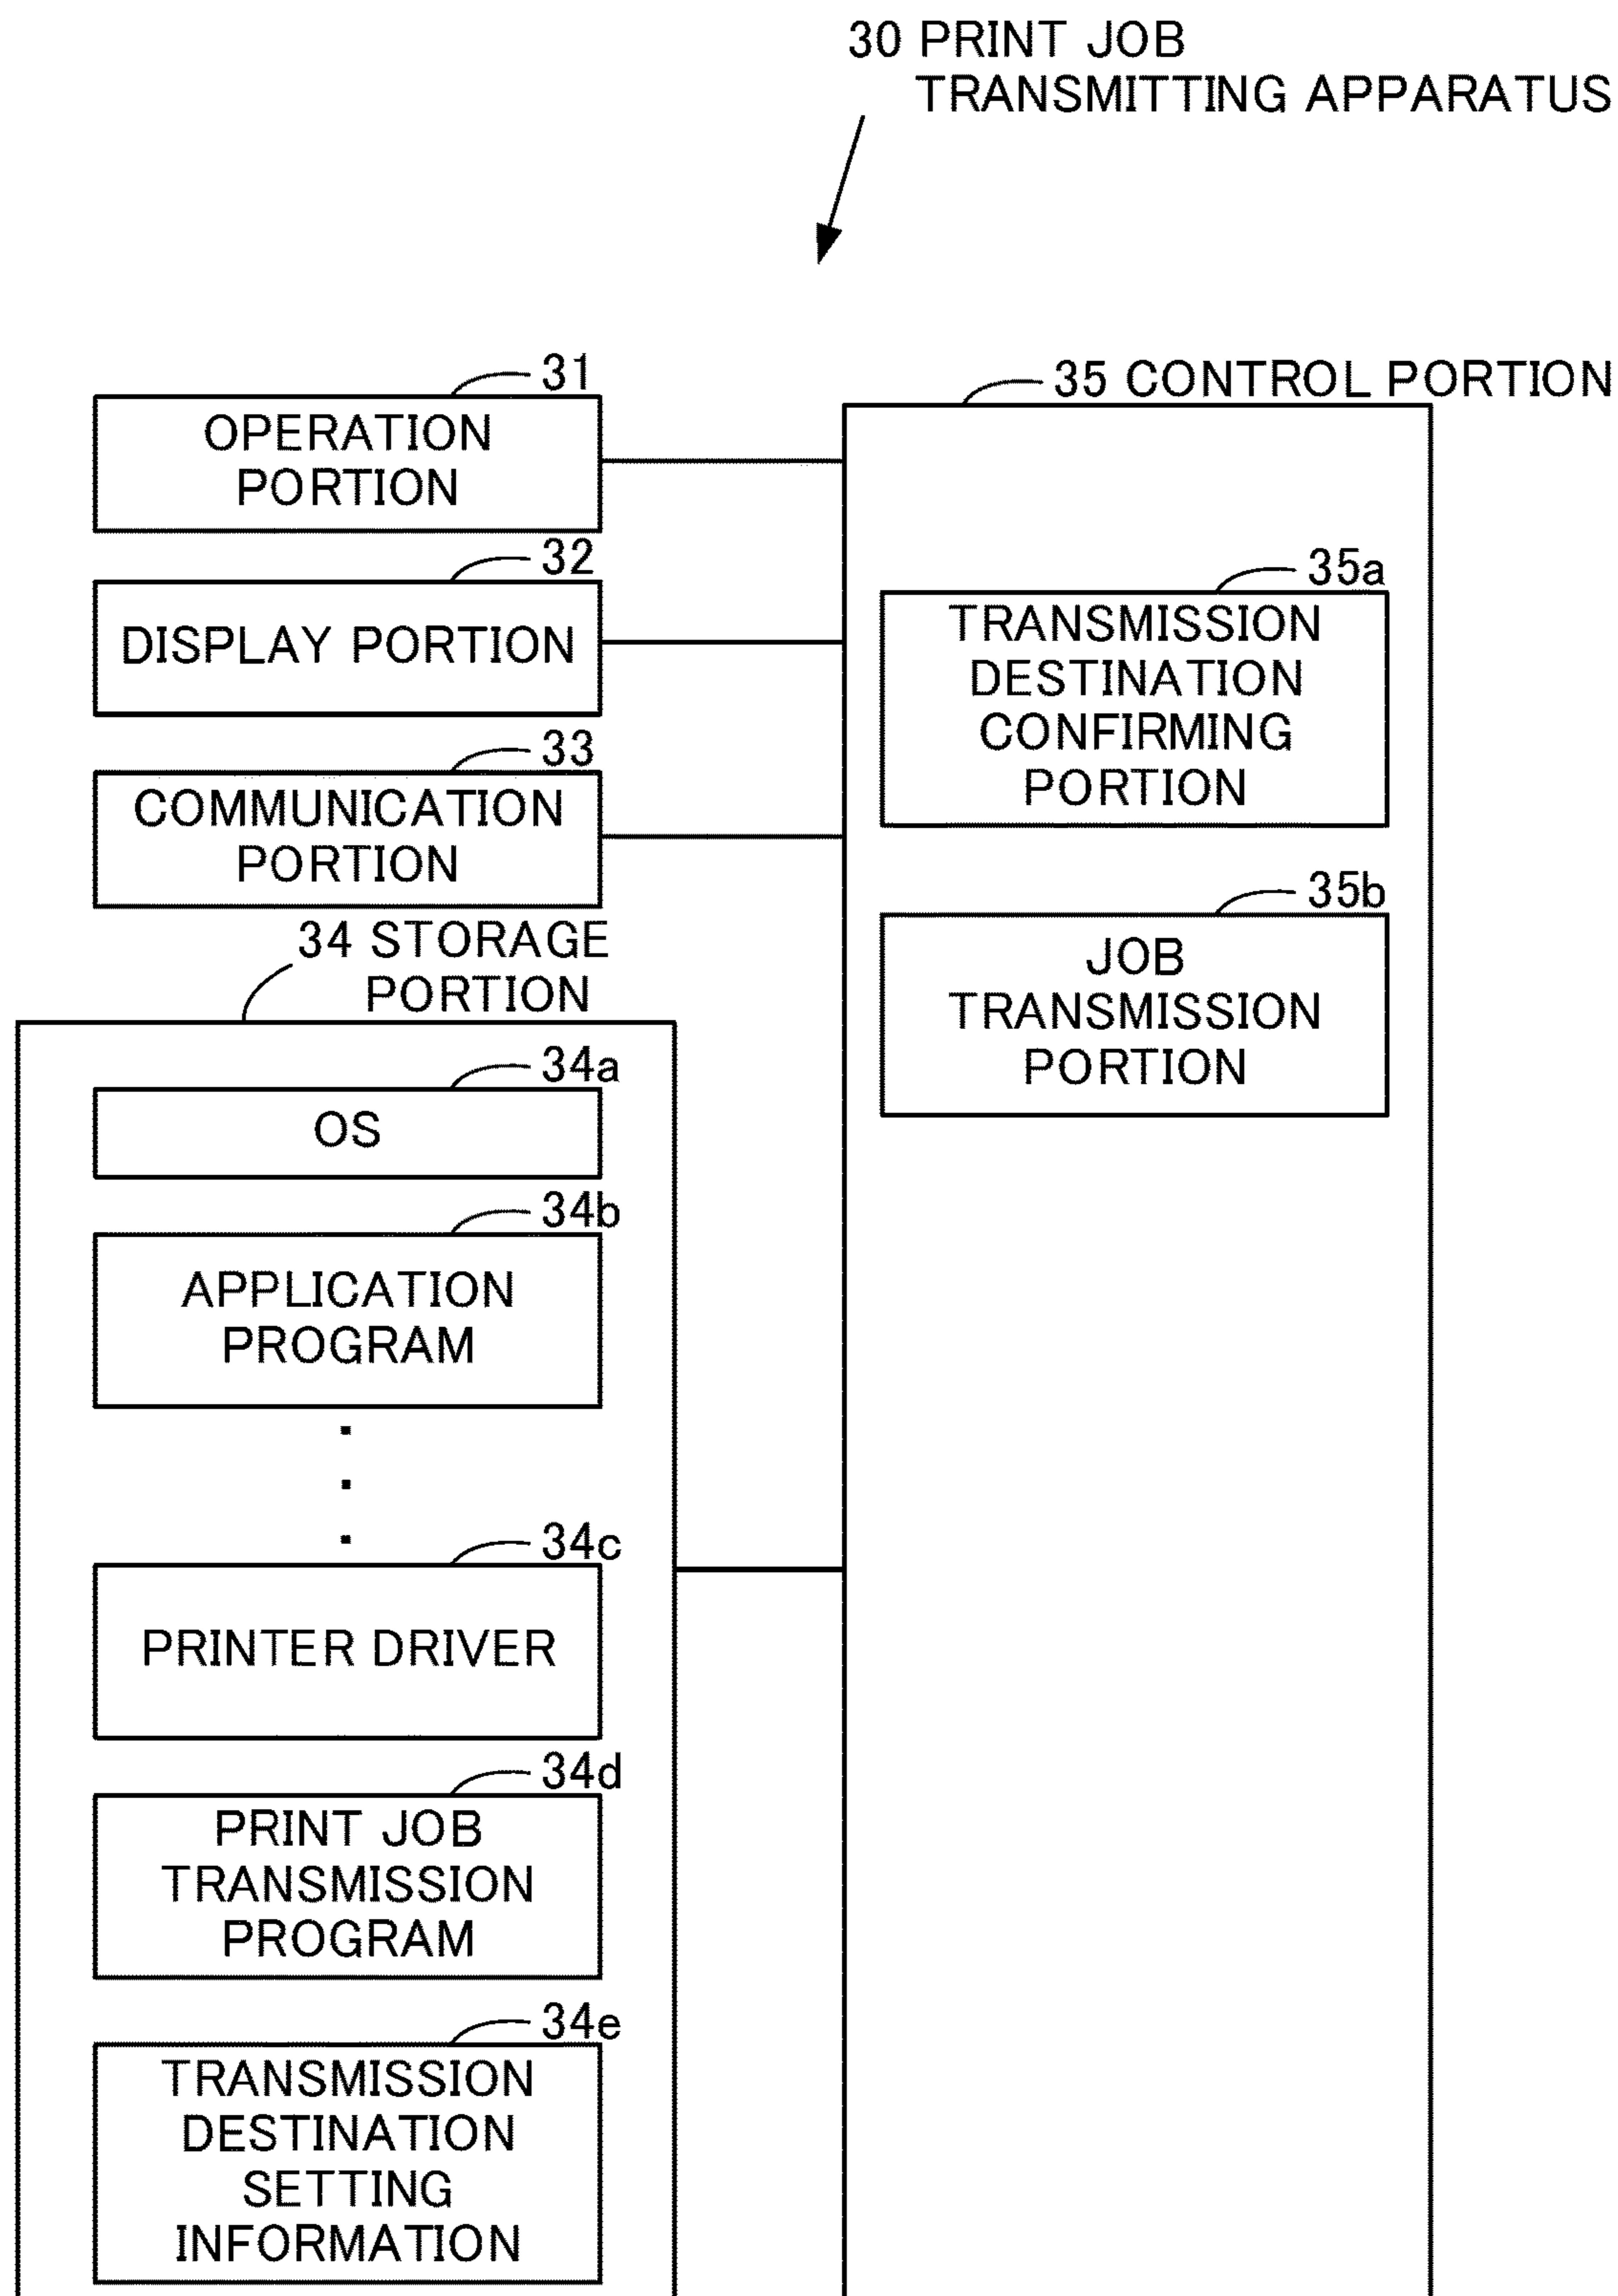 30 PRINT JOB
TRANSMITTING APPARATUS
31
OPERATION
PORTION
32
DISPLAY PORTION
33
COMMUNICATION
PORTION
34 STORAGE
PORTION
34a
OS
34b
APPLICATION
PROGRAM
34c
PRINTER DRIVER
34d
PRINT JOB
TRANSMISSION
PROGRAM
34e
TRANSMISSION
DESTINATION
SETTING
INFORMATION
35 CONTROL PORTION
35a
TRANSMISSION
DESTINATION
CONFIRMING
PORTION
35b
JOB
TRANSMISSION
PORTION